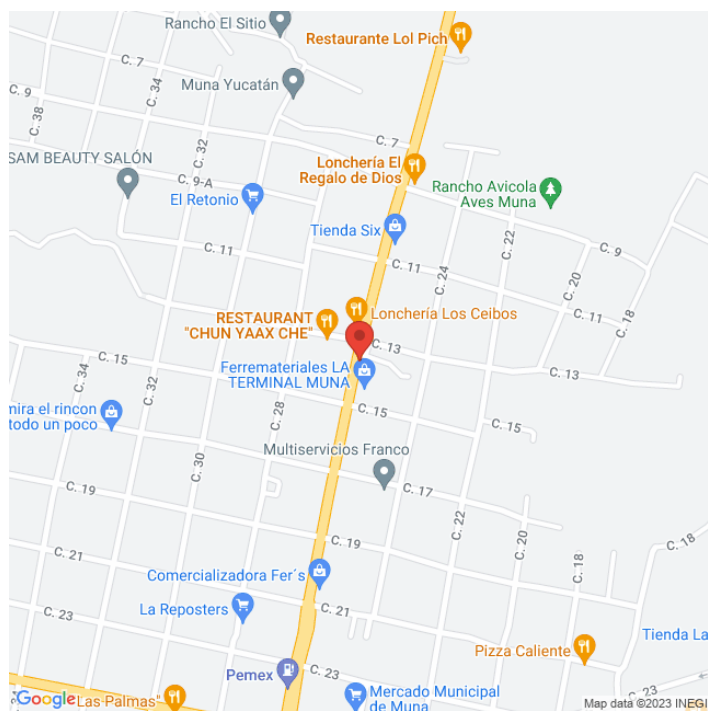 Rancho El Sitio
Restaurante Lol Pich
C. 7
C. 34
Muna Yucatán
C. 9
C. 38
C. 32
C. 7
SAM BEAUTY SALÓN
Lonchería El
Regalo de Dios
C. 9-A
Rancho Avicola
Aves Muna
El Retonio
Tienda Six
C. 22
C. 9
C. 11
C. 11
C. 24
C. 20
C. 18
RESTAURANT
"CHUN YAAX CHE"
Lonchería Los Ceibos
C. 13
C. 15
C. 34
C. 32
Ferremateriales LA
TERMINAL MUNA
C. 13
mira el rincon
todo un poco
C. 28
C. 15
C. 15
C. 30
Multiservicios Franco
C. 19
C. 17
C. 22
C. 20
C. 19
C. 18
C. 18
C. 21
Comercializadora Fer´s
C. 23
La Reposters
C. 21
Tienda La
Pizza Caliente
Pemex
C. 23
C. 23
Google
Las Palmas"
Mercado Municipal
de Muna
Map data ©2023 INEGI